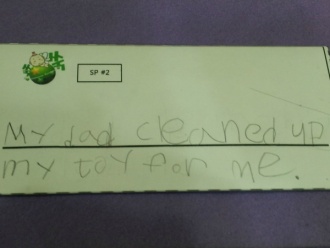 SP #2
My dad cleaned up
my toy for me.